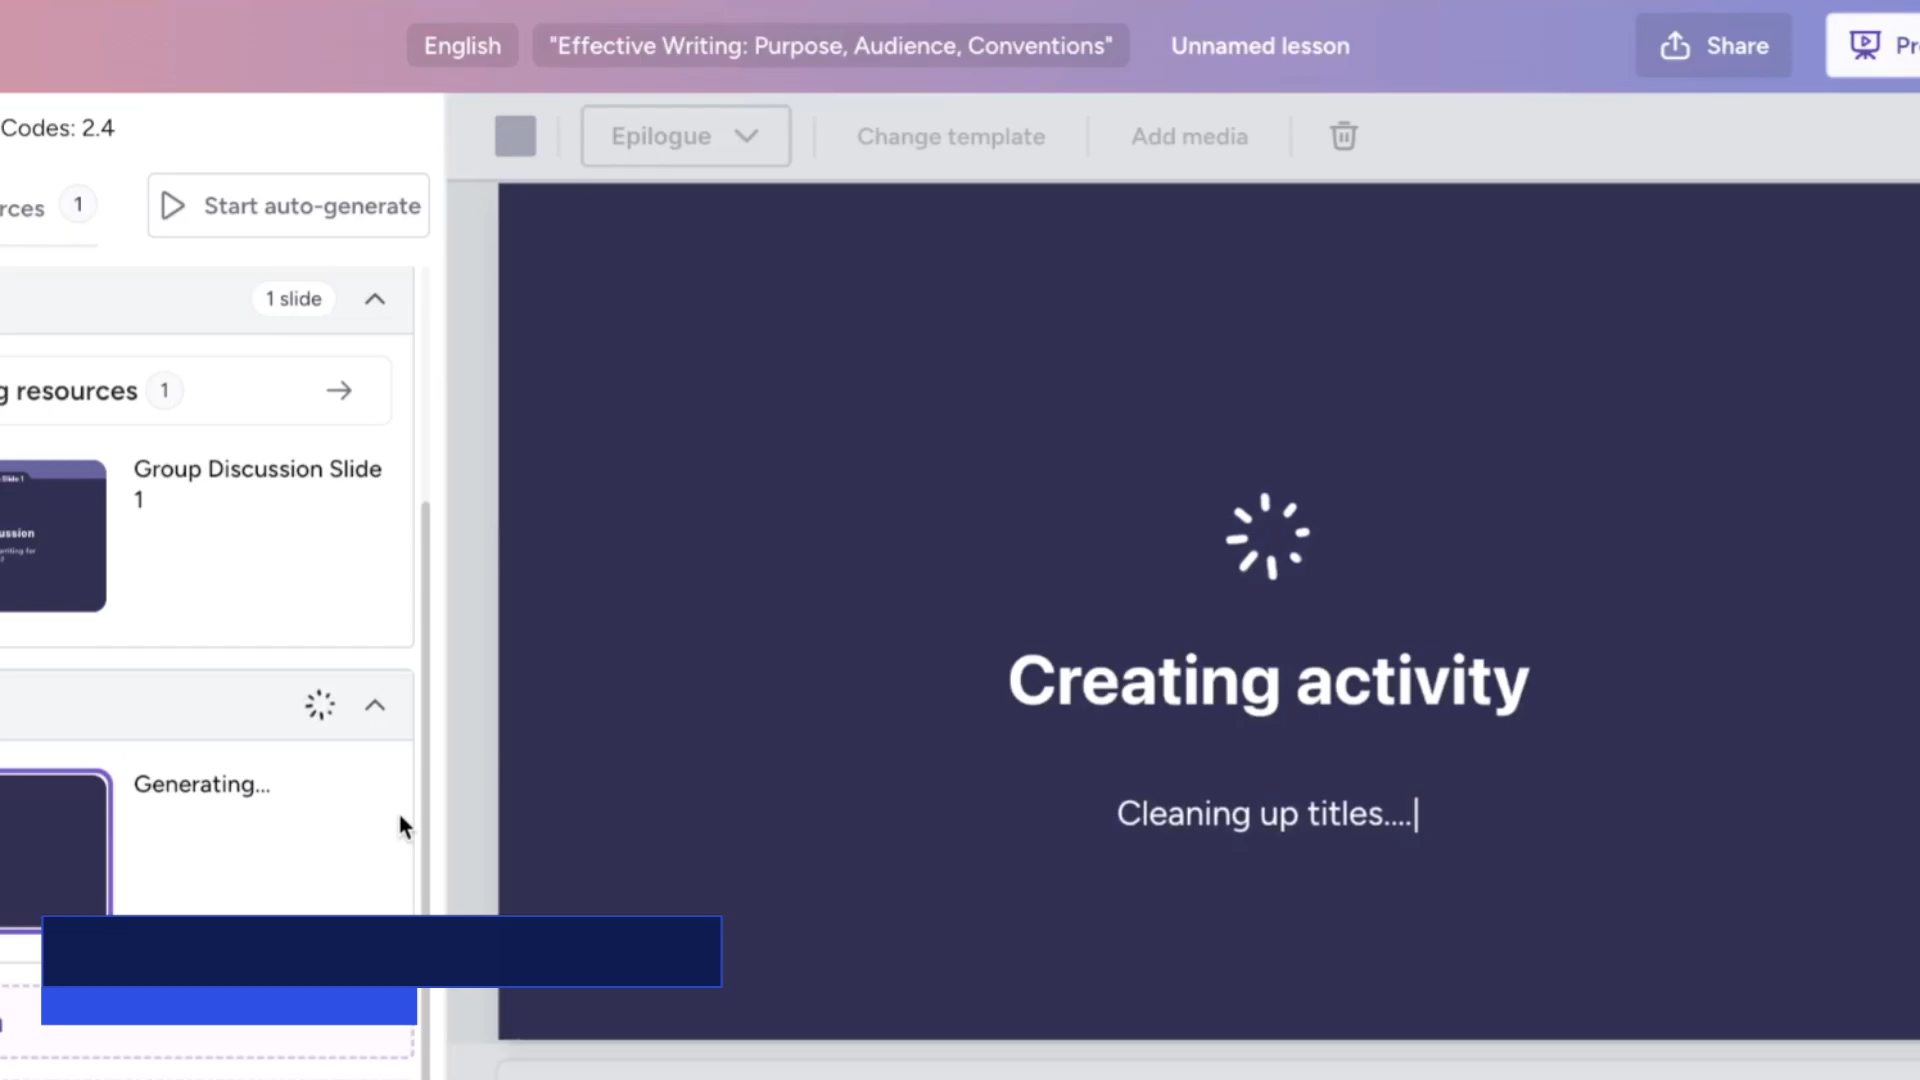 English
"Effective Writing: Purpose, Audience, Conventions"
Unnamed lesson
Share
Codes: 2.4
Epilogue
Change template
Add media
1
Start auto-generate
1 slide
resources 1
Group Discussion Slide
1
Creating activity
Generating...
Cleaning up titles....